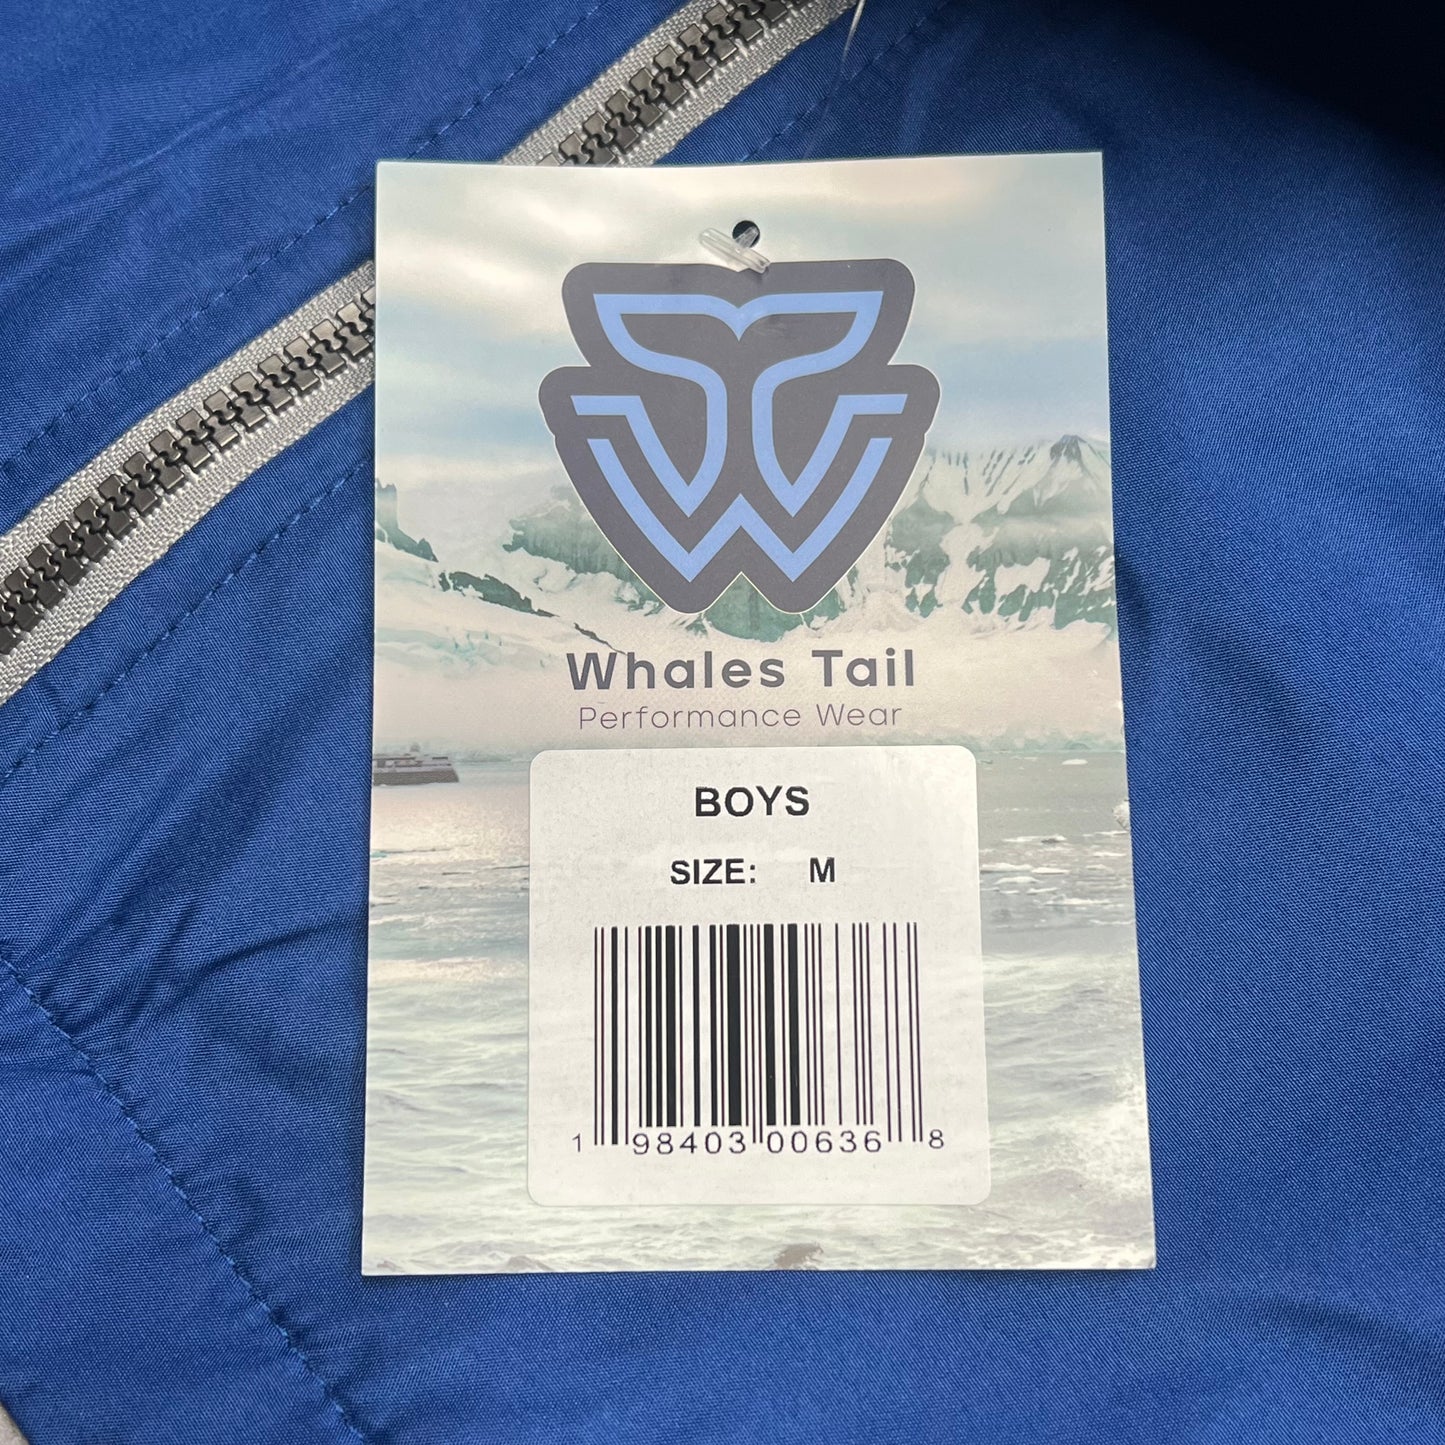 Whales Tail
Performance Wear
BOYS
SIZE: M
1 98403 00636 8